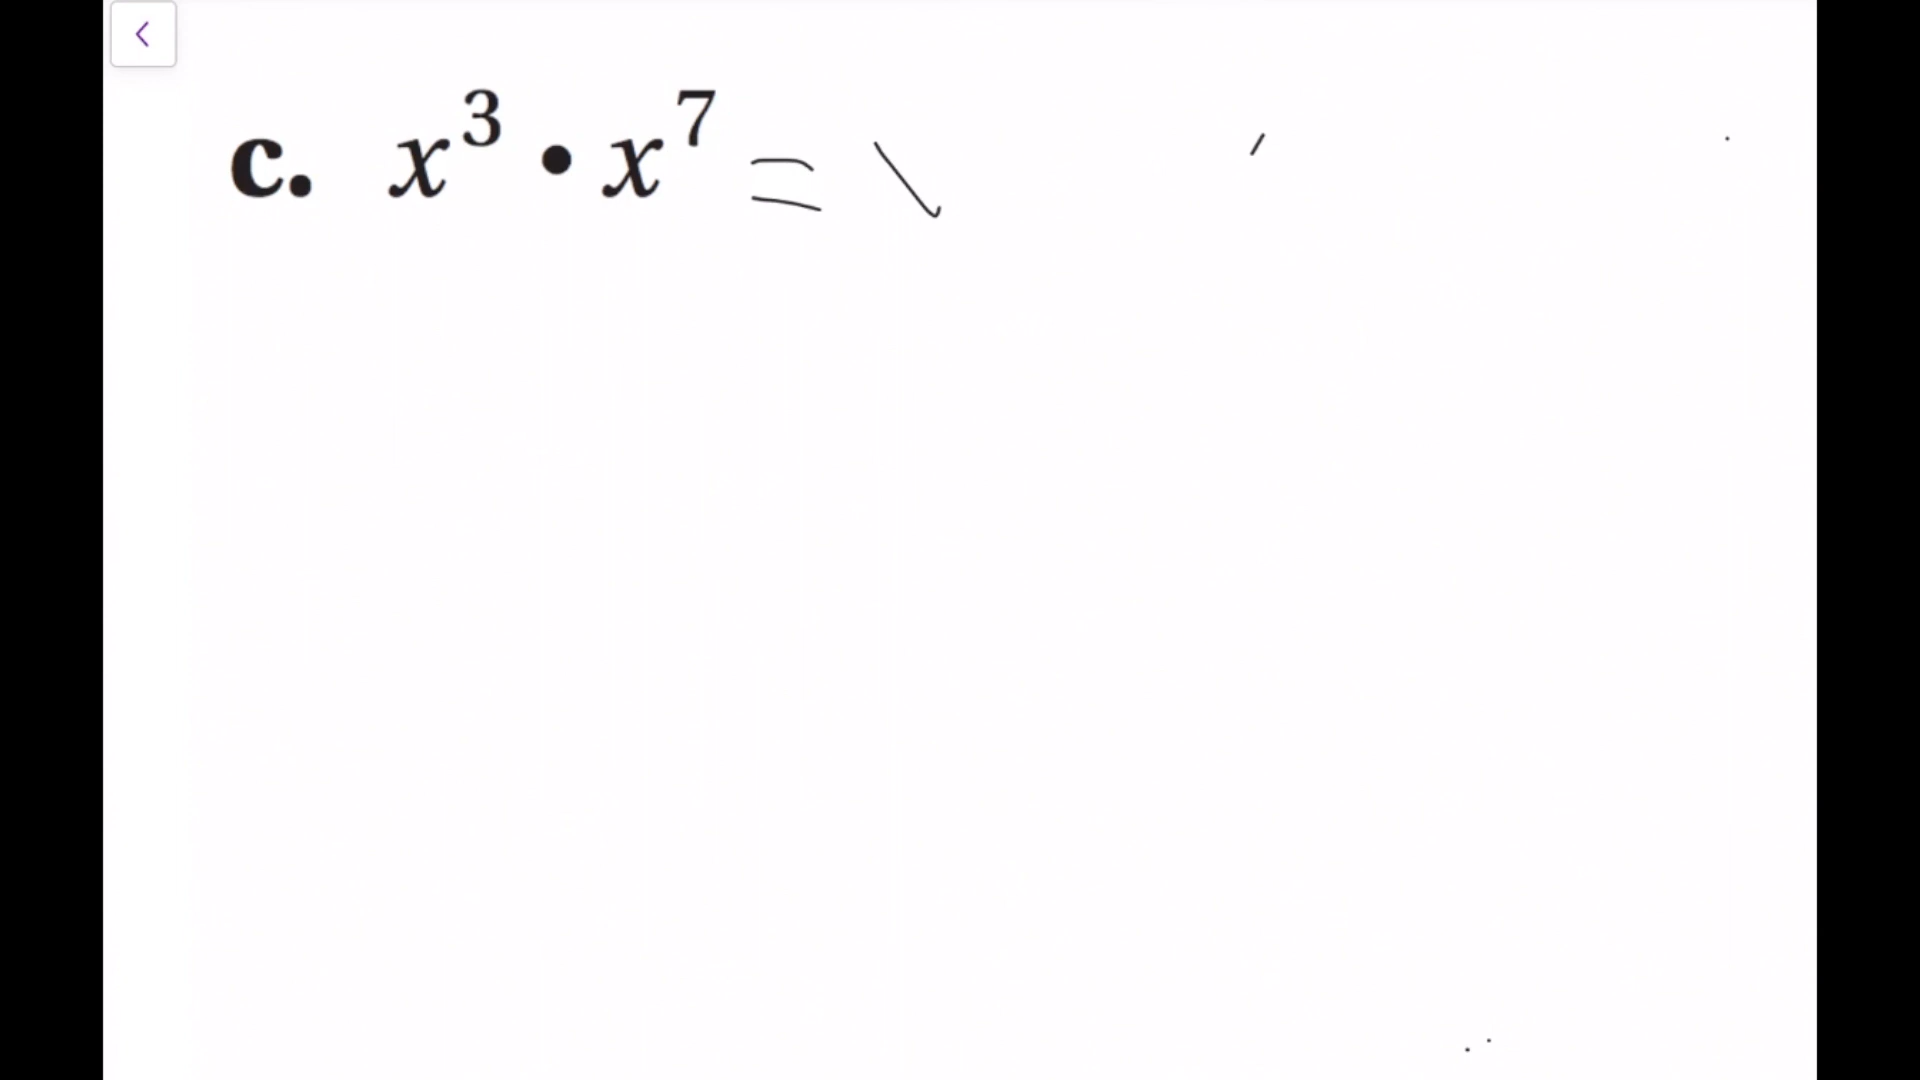 c. x³ • x⁷ =